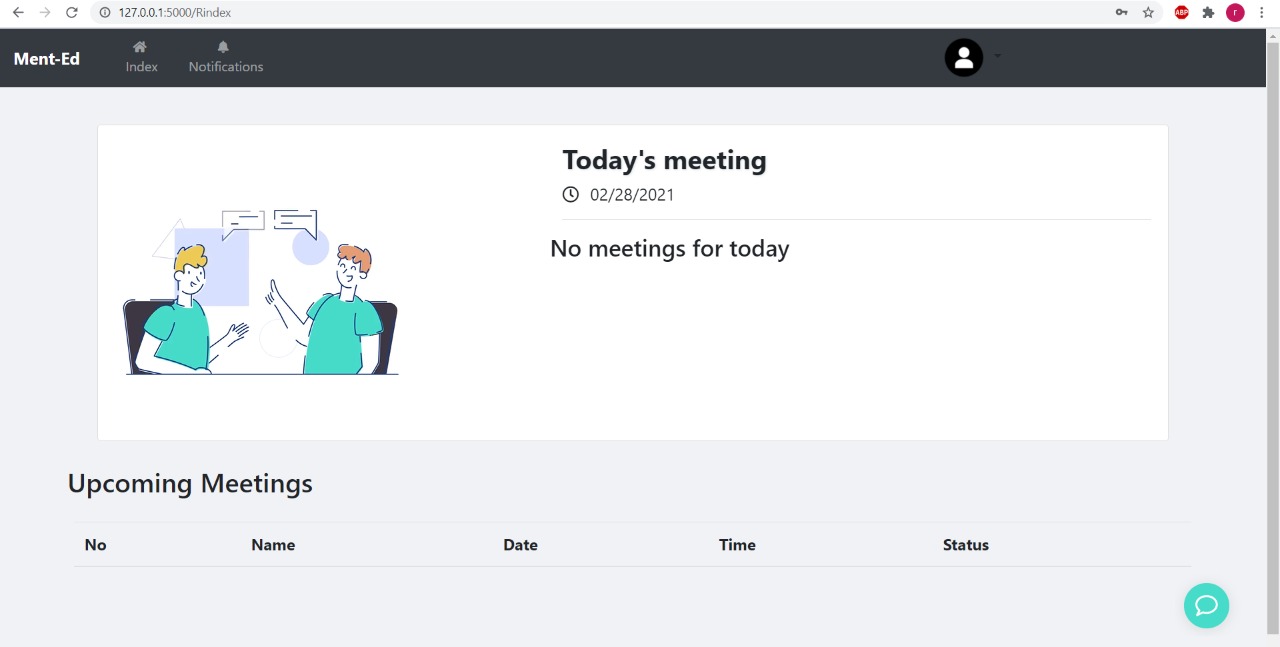 127.0.0.1:5000/Rindex
ABP
r
Ment-Ed
Index
Notifications
Today's meeting
02/28/2021
No meetings for today
Upcoming Meetings
No Name Date Time Status